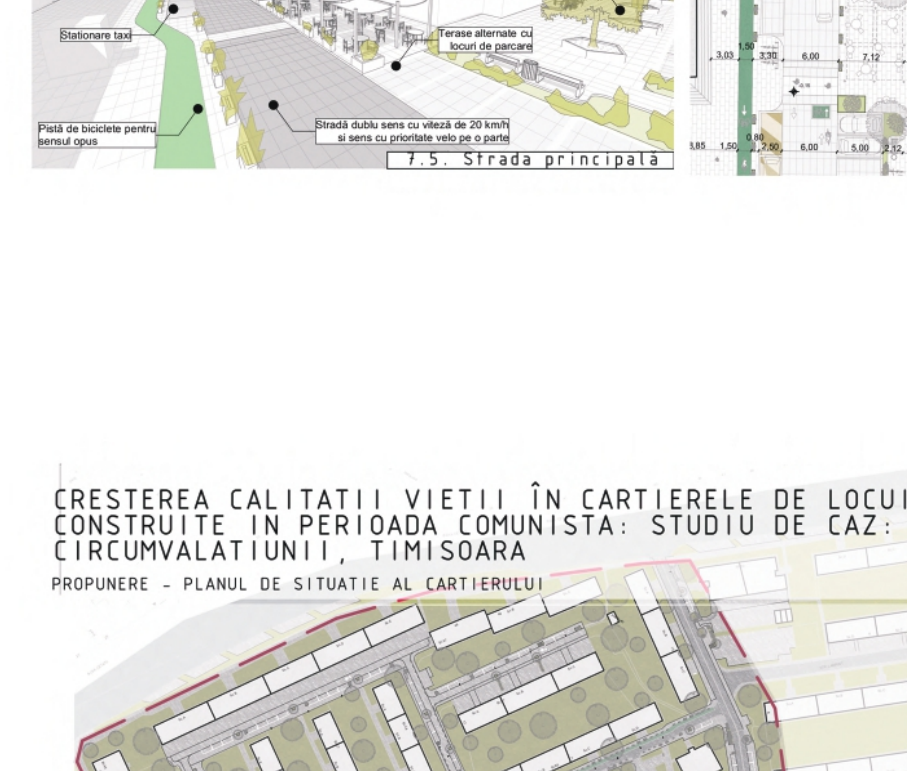 Stationare taxi
Terase alternate cu
locuri de parcare
Pistă de biciclete pentru
sensul opus
Stradă dublu sens cu viteză de 20 km/h
si sens cu prioritate velo pe o parte
7.5. Strada principală
1,50
3,03
3,30
6,00
7,12
0,80
3,85
1,50
2,50
6,00
5,00
2,12
CRESTEREA CALITATII VIETII ÎN CARTIERELE DE LOCUI
CONSTRUITE IN PERIOADA COMUNISTA: STUDIU DE CAZ:
CIRCUMVALATIUNII, TIMISOARA
PROPUNERE - PLANUL DE SITUATIE AL CARTIERULUI